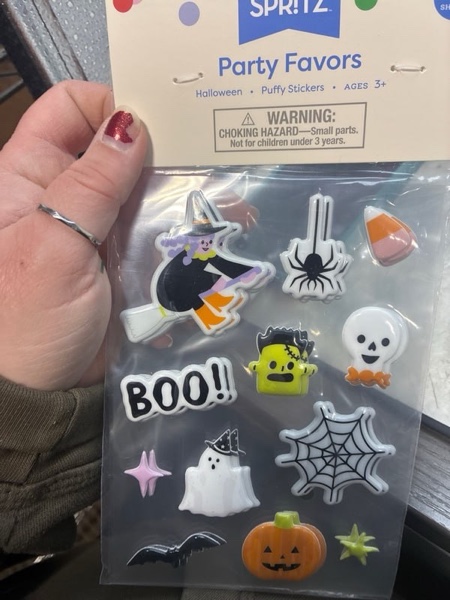 SPRITZ
SH
Party Favors
Halloween • Puffy Stickers • AGES 3+
⚠ WARNING:
CHOKING HAZARD—Small parts.
Not for children under 3 years.
BOO!!